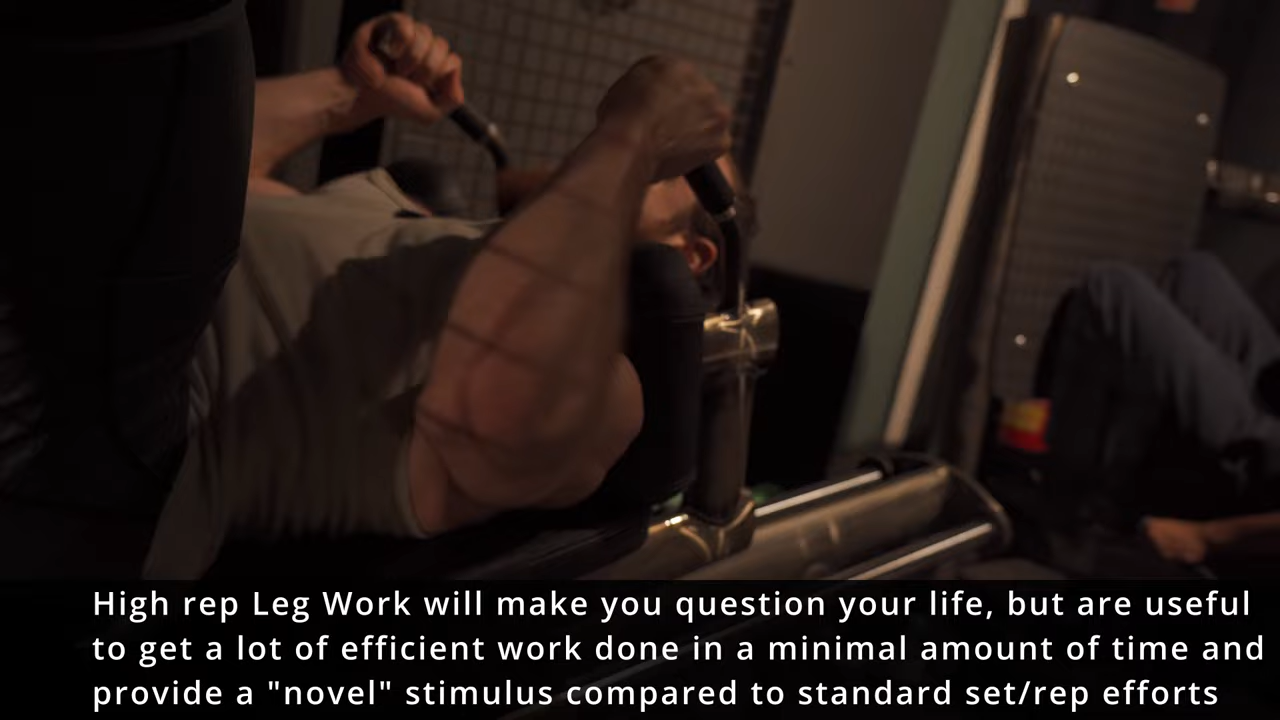 High rep Leg Work will make you question your life, but are useful
to get a lot of efficient work done in a minimal amount of time and
provide a "novel" stimulus compared to standard set/rep efforts